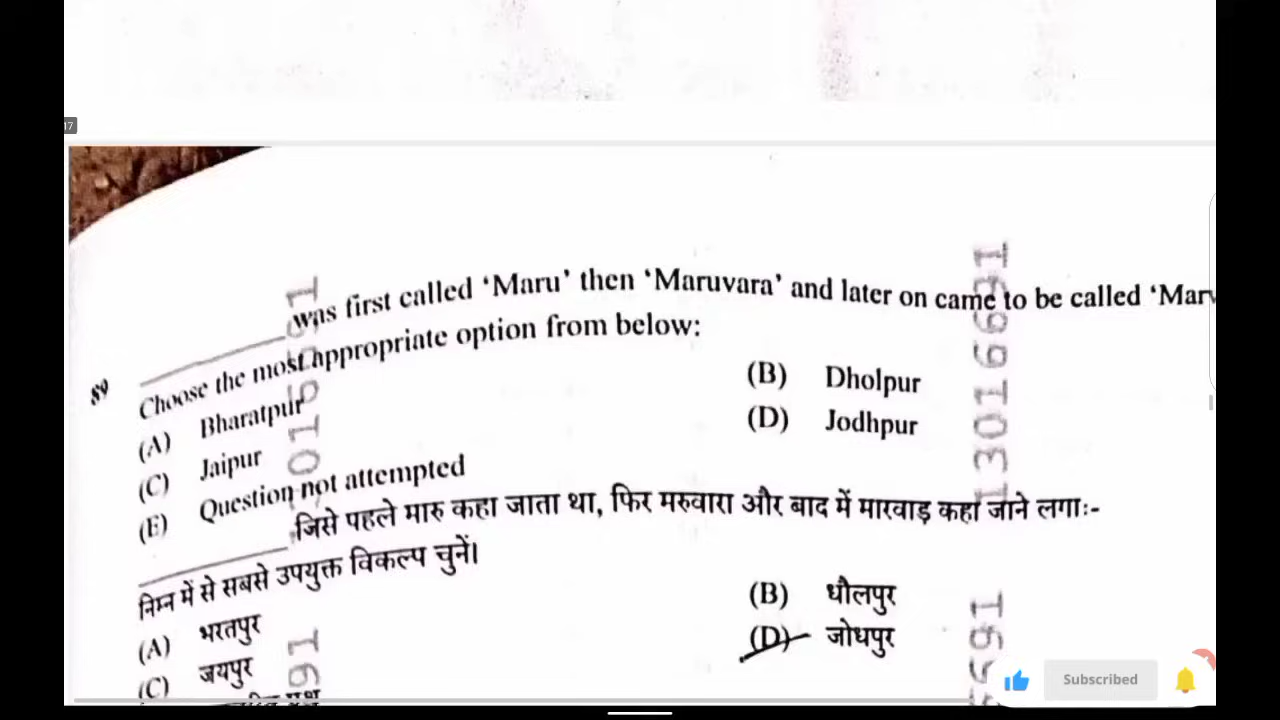 17
89 ________ was first called ‘Maru’ then ‘Maruvara’ and later on came to be called ‘Marv
Choose the most appropriate option from below:
(A) Bharatpur (B) Dholpur
(C) Jaipur (D) Jodhpur
(E) Question not attempted
________ जिसे पहले मारु कहा जाता था, फिर मरुवारा और बाद में मारवाड़ कहा जाने लगाः-
निम्न में से सबसे उपयुक्त विकल्प चुनें।
(A) भरतपुर (B) धौलपुर
(C) जयपुर (D) जोधपुर
Subscribed